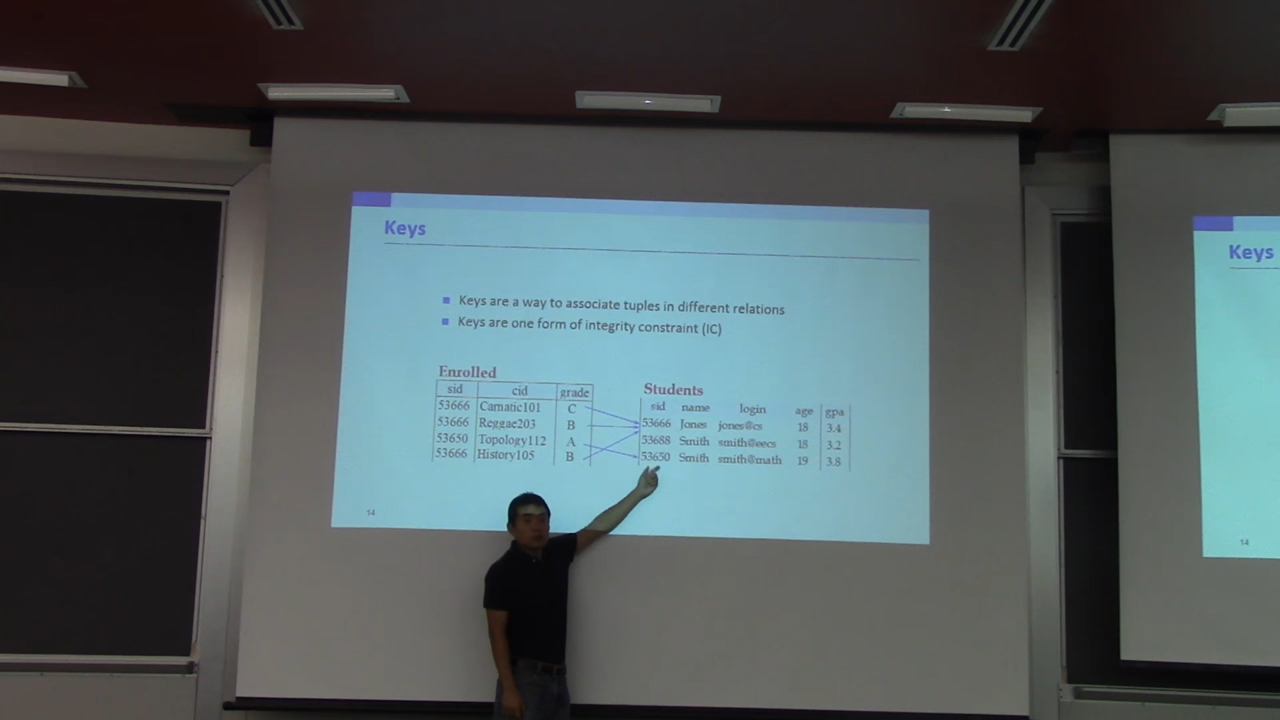 Keys
Keys are a way to associate tuples in different relations
Keys are one form of integrity constraint (IC)
Enrolled
sid cid grade
53666 Carnatic101 C
53666 Reggae203 B
53650 Topology112 A
53666 History105 B
Students
sid name login age gpa
53666 Jones jones@cs 18 3.4
53688 Smith smith@eecs 18 3.2
53650 Smith smith@math 19 3.8
14
Keys
14